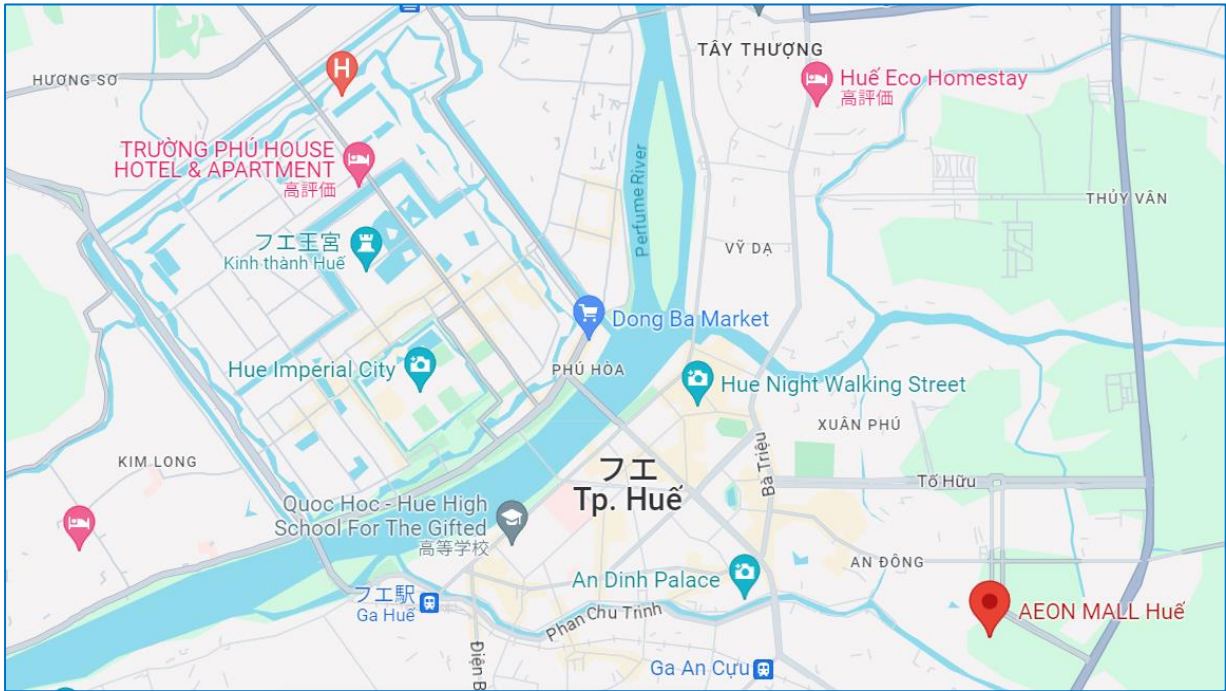 TÂY THƯỢNG
HƯƠNG SƠ
H
Huế Eco Homestay
高評価
TRƯỜNG PHÚ HOUSE
HOTEL & APARTMENT
高評価
Perfume River
THỦY VÂN
フエ王宮
Kinh thành Huế
VỸ DẠ
Dong Ba Market
Hue Imperial City
PHÚ HÒA
Hue Night Walking Street
XUÂN PHÚ
KIM LONG
フエ
Tp. Huế
Bà Triệu
Tố Hữu
Quoc Hoc - Hue High
School For The Gifted
高等学校
AN ĐÔNG
An Dinh Palace
フエ駅
Ga Huế
Phan Chu Trinh
AEON MALL Huế
Điện B
Ga An Cựu